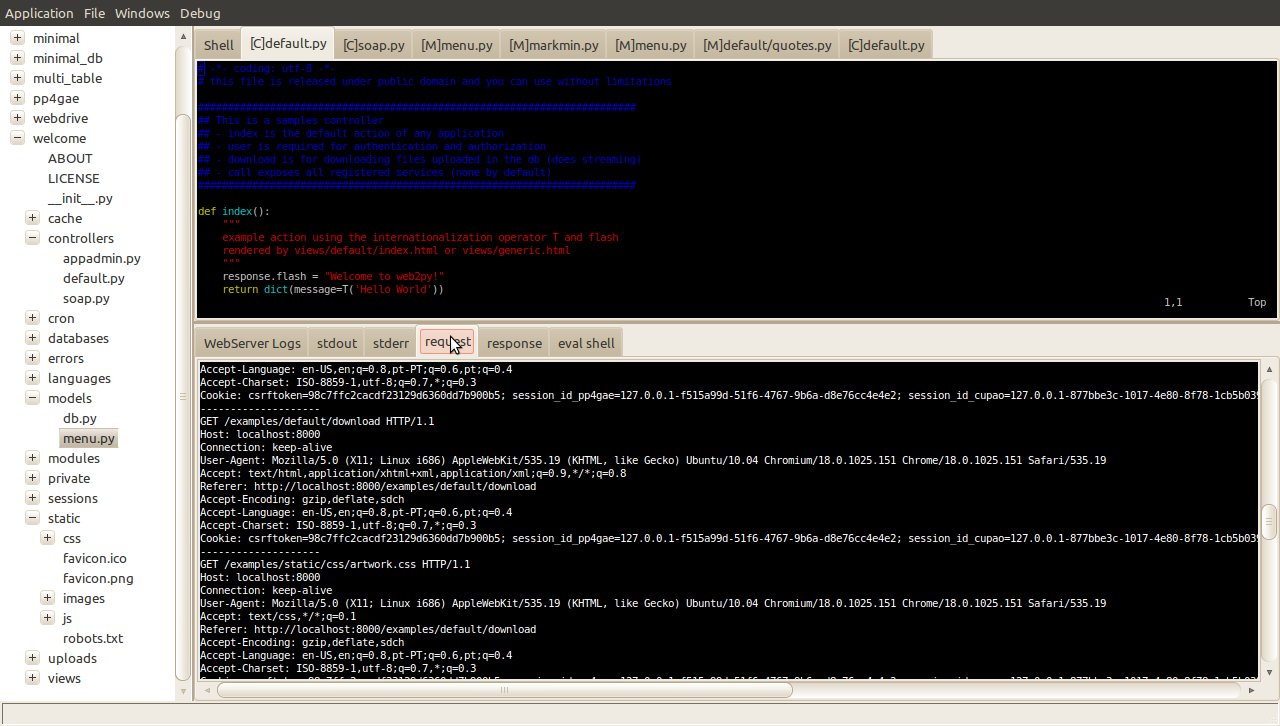 Application File Windows Debug
minimal
minimal_db
multi_table
pp4gae
webdrive
welcome
ABOUT
LICENSE
__init__.py
cache
controllers
appadmin.py
default.py
soap.py
cron
databases
errors
languages
models
db.py
menu.py
modules
private
sessions
static
css
favicon.ico
favicon.png
images
js
robots.txt
uploads
views
Shell [C]default.py [C]soap.py [M]menu.py [M]markmin.py [M]menu.py [M]default/quotes.py [C]default.py
# -*- coding: utf-8 -*-
# this file is released under public domain and you can use without limitations
#########################################################################
## This is a samples controller
## - index is the default action of any application
## - user is required for authentication and authorization
## - download is for downloading files uploaded in the db (does streaming)
## - call exposes all registered services (none by default)
#########################################################################
def index():
"""
example action using the internationalization operator T and flash
rendered by views/default/index.html or views/generic.html
"""
response.flash = "Welcome to web2py!"
return dict(message=T('Hello World'))
1,1 Top
WebServer Logs stdout stderr request response eval shell
Accept-Language: en-US,en;q=0.8,pt-PT;q=0.6,pt;q=0.4
Accept-Charset: ISO-8859-1,utf-8;q=0.7,*;q=0.3
Cookie: csrftoken=98c7ffc2cacdf23129d6360dd7b900b5; session_id_pp4gae=127.0.0.1-f515a99d-51f6-4767-9b6a-d8e76cc4e4e2; session_id_cupao=127.0.0.1-877bbe3c-1017-4e80-8f78-1cb5b039
--------------------
GET /examples/default/download HTTP/1.1
Host: localhost:8000
Connection: keep-alive
User-Agent: Mozilla/5.0 (X11; Linux i686) AppleWebKit/535.19 (KHTML, like Gecko) Ubuntu/10.04 Chromium/18.0.1025.151 Chrome/18.0.1025.151 Safari/535.19
Accept: text/html,application/xhtml+xml,application/xml;q=0.9,*/*;q=0.8
Referer: http://localhost:8000/examples/default/download
Accept-Encoding: gzip,deflate,sdch
Accept-Language: en-US,en;q=0.8,pt-PT;q=0.6,pt;q=0.4
Accept-Charset: ISO-8859-1,utf-8;q=0.7,*;q=0.3
Cookie: csrftoken=98c7ffc2cacdf23129d6360dd7b900b5; session_id_pp4gae=127.0.0.1-f515a99d-51f6-4767-9b6a-d8e76cc4e4e2; session_id_cupao=127.0.0.1-877bbe3c-1017-4e80-8f78-1cb5b039
--------------------
GET /examples/static/css/artwork.css HTTP/1.1
Host: localhost:8000
Connection: keep-alive
User-Agent: Mozilla/5.0 (X11; Linux i686) AppleWebKit/535.19 (KHTML, like Gecko) Ubuntu/10.04 Chromium/18.0.1025.151 Chrome/18.0.1025.151 Safari/535.19
Accept: text/css,*/*;q=0.1
Referer: http://localhost:8000/examples/default/download
Accept-Encoding: gzip,deflate,sdch
Accept-Language: en-US,en;q=0.8,pt-PT;q=0.6,pt;q=0.4
Accept-Charset: ISO-8859-1,utf-8;q=0.7,*;q=0.3